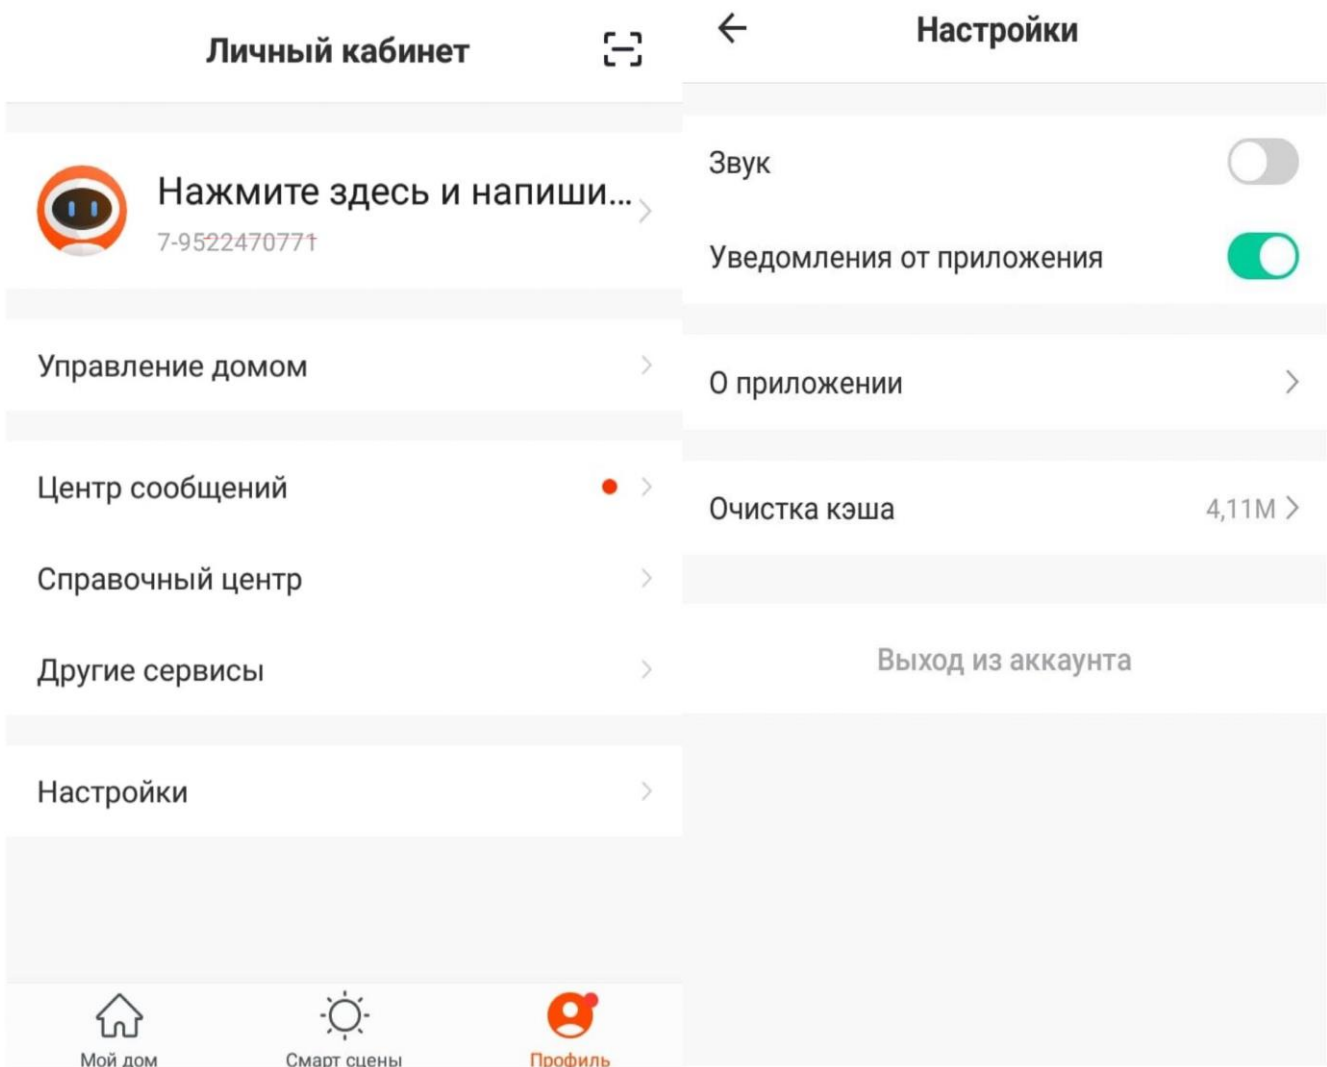 Личный кабинет
Нажмите здесь и напиши...
7-9522470771
Управление домом
Центр сообщений
Справочный центр
Другие сервисы
Настройки
Мой дом
Смарт сцены
Профиль
Настройки
Звук
Уведомления от приложения
О приложении
Очистка кэша
4,11M
Выход из аккаунта